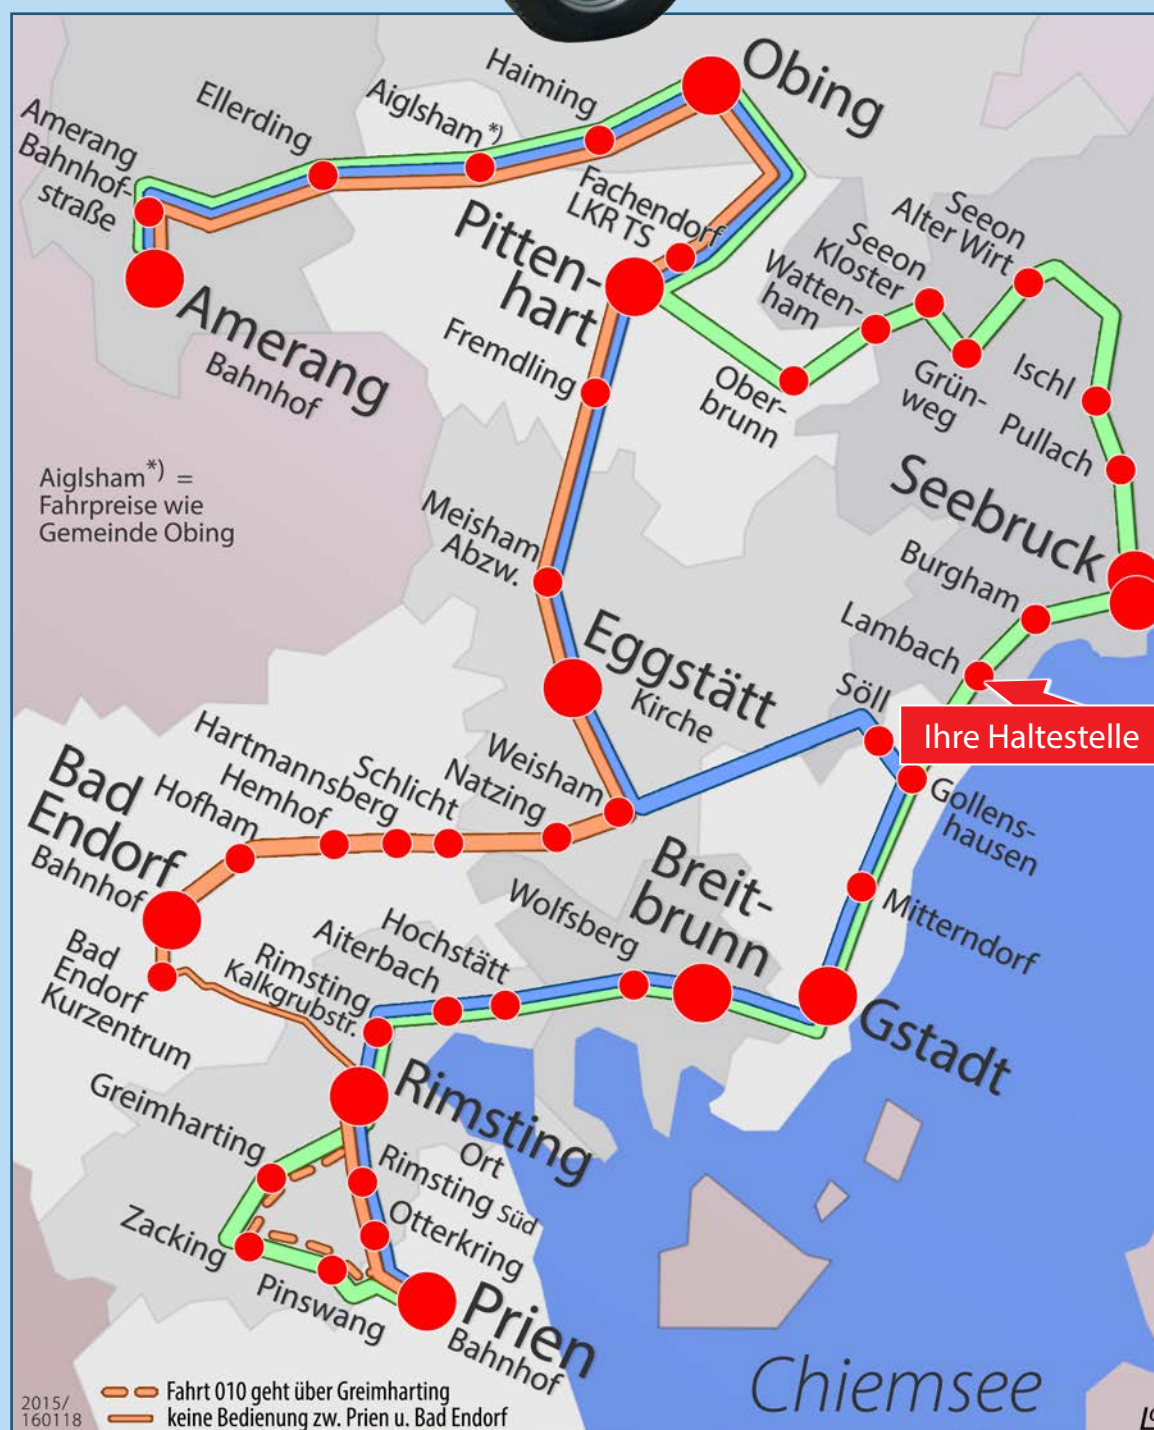 Obing
Haiming
Aiglsham *)
Ellerding
Amerang
Bahnhof-
straße
Fachendorf
LKR TS
Pitten-
hart
Seeon
Alter Wirt
Seeon
Kloster
Watten-
ham
Amerang
Bahnhof
Fremdling
Ober-
brunn
Grün-
weg
Ischl
Pullach
Aiglsham*) =
Fahrpreise wie
Gemeinde Obing
Seebruck
Meisham
Abzw.
Burgham
Lambach
Eggstätt
Kirche
Söll
Ihre Haltestelle
Weisham
Natzing
Schlicht
Hartmannsberg
Hemhof
Hofham
Bad
Endorf
Bahnhof
Gollens-
hausen
Breit-
brunn
Wolfsberg
Mitterndorf
Hochstätt
Aiterbach
Rimsting
Kalkgrubstr.
Bad
Endorf
Kurzentrum
Gstadt
Rimsting
Ort
Greimharting
Rimsting Süd
Otterkring
Zacking
Pinswang
Prien
Bahnhof
Chiemsee
Fahrt 010 geht über Greimharting
keine Bedienung zw. Prien u. Bad Endorf
2015/
160118